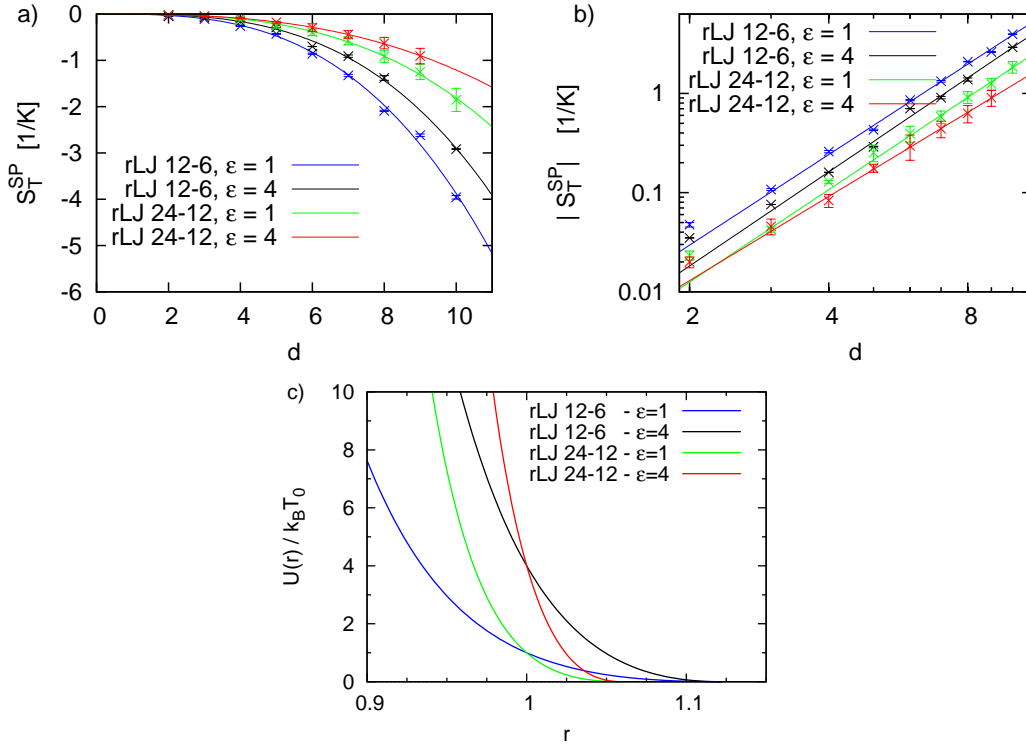 a)
0
-1
-2
-3
-4
-5
-6
S_T^SP [1/K]
rLJ 12-6, ε = 1
rLJ 12-6, ε = 4
rLJ 24-12, ε = 1
rLJ 24-12, ε = 4
0 2 4 6 8 10
d
b)
1
0.1
0.01
| S_T^SP | [1/K]
rLJ 12-6, ε = 1
rLJ 12-6, ε = 4
rLJ 24-12, ε = 1
rLJ 24-12, ε = 4
2 4 8
d
c)
10
8
6
4
2
0
U(r) / k_B T_0
rLJ 12-6 - ε=1
rLJ 12-6 - ε=4
rLJ 24-12 - ε=1
rLJ 24-12 - ε=4
0.9 1 1.1
r